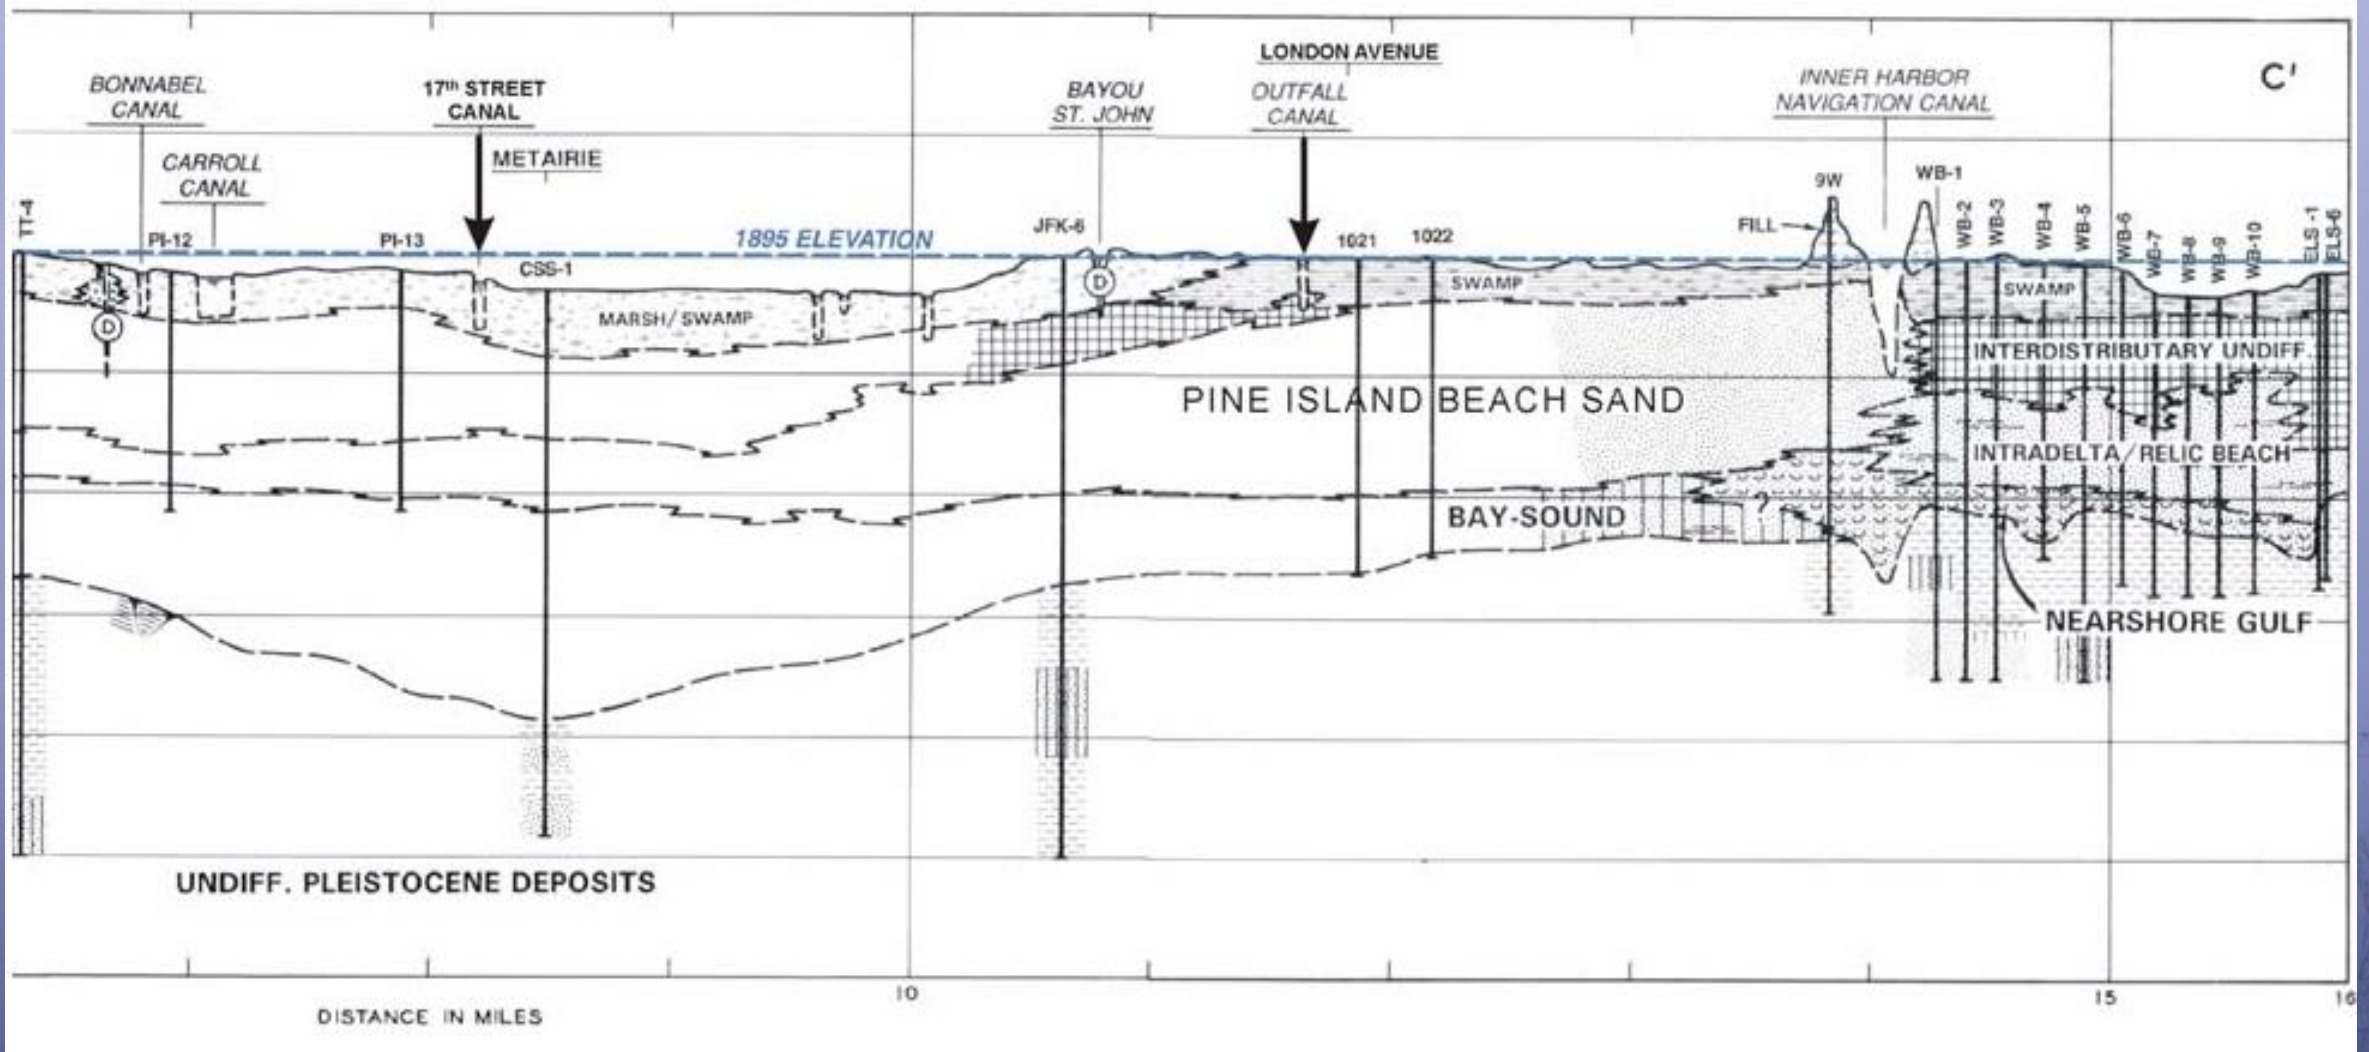 LONDON AVENUE
BONNABEL
CANAL
17th STREET
CANAL
BAYOU
ST. JOHN
OUTFALL
CANAL
INNER HARBOR
NAVIGATION CANAL
C'
CARROLL
CANAL
METAIRIE
TT-4
PI-12
PI-13
CSS-1
1895 ELEVATION
JFK-6
1021
1022
9W
FILL
WB-1
WB-2
WB-3
WB-4
WB-5
WB-6
WB-7
WB-8
WB-9
WB-10
ELS-1
ELS-6
D
D
SWAMP
SWAMP
MARSH/SWAMP
INTERDISTRIBUTARY UNDIFF.
PINE ISLAND BEACH SAND
INTRADELTA/RELIC BEACH
?
BAY-SOUND
NEARSHORE GULF
UNDIFF. PLEISTOCENE DEPOSITS
10
15
16
DISTANCE IN MILES